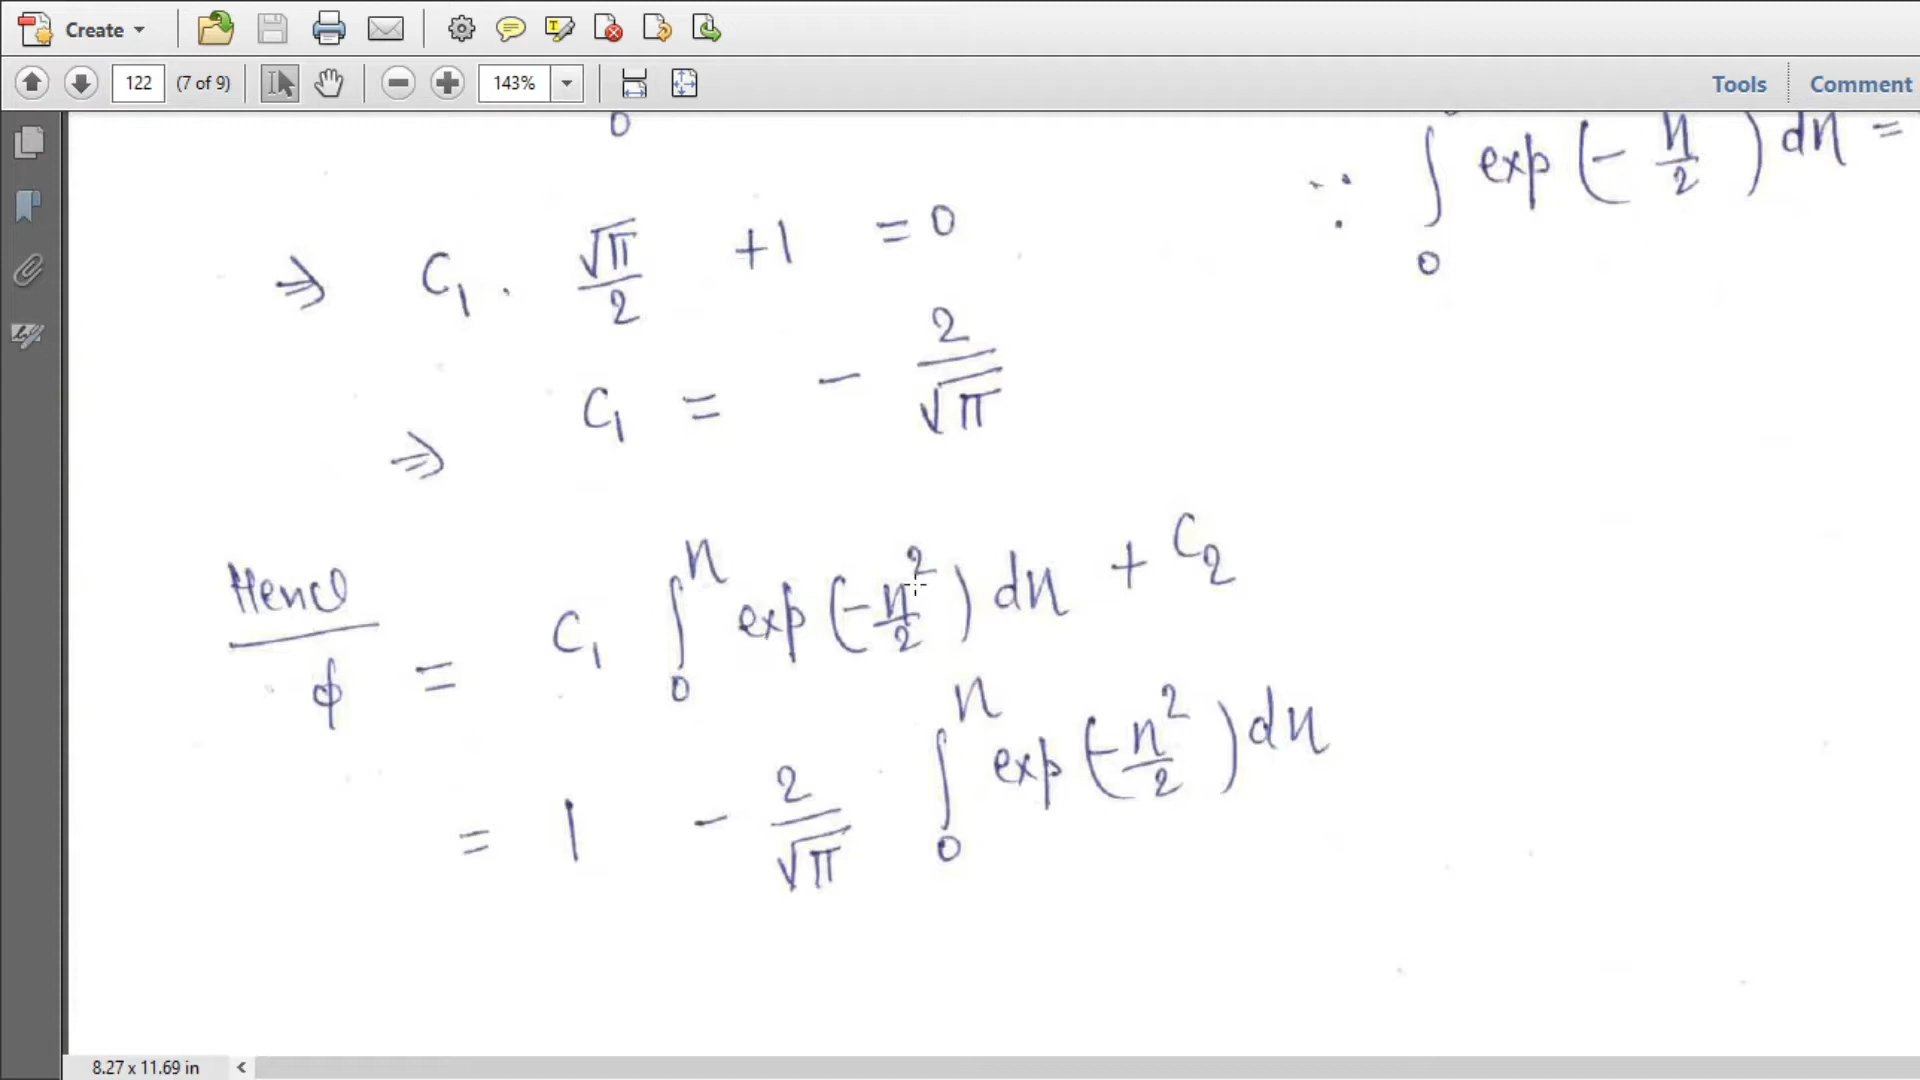 Create
122 (7 of 9) 143% Tools Comment
0
∵ ∫₀ exp(-η/2) dη =
⇒ C₁ · √π/2 + 1 = 0
⇒ C₁ = - 2/√π
Hence
φ = C₁ ∫₀^η exp(-η²/2) dη + C₂
= 1 - 2/√π ∫₀^η exp(-η²/2) dη
8.27 x 11.69 in